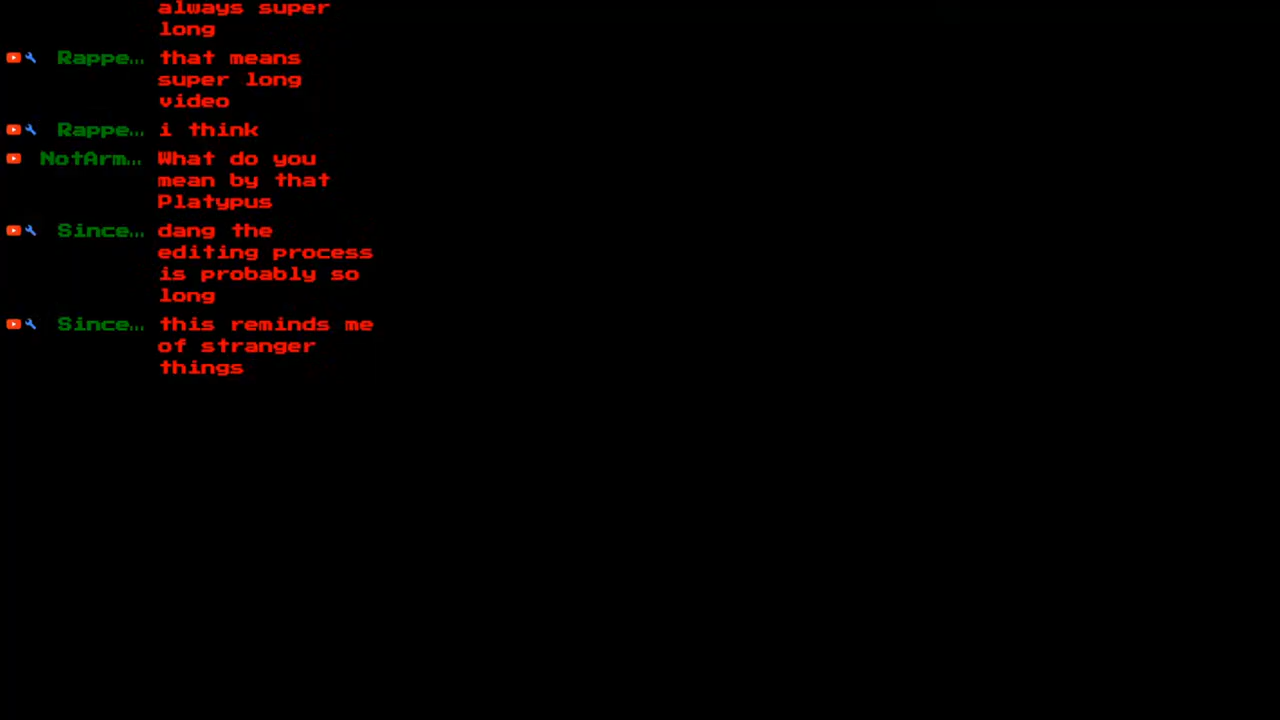 always super
long
Rappe... that means
super long
video
Rappe... i think
NotArm... What do you
mean by that
Platypus
Since... dang the
editing process
is probably so
long
Since... this reminds me
of stranger
things